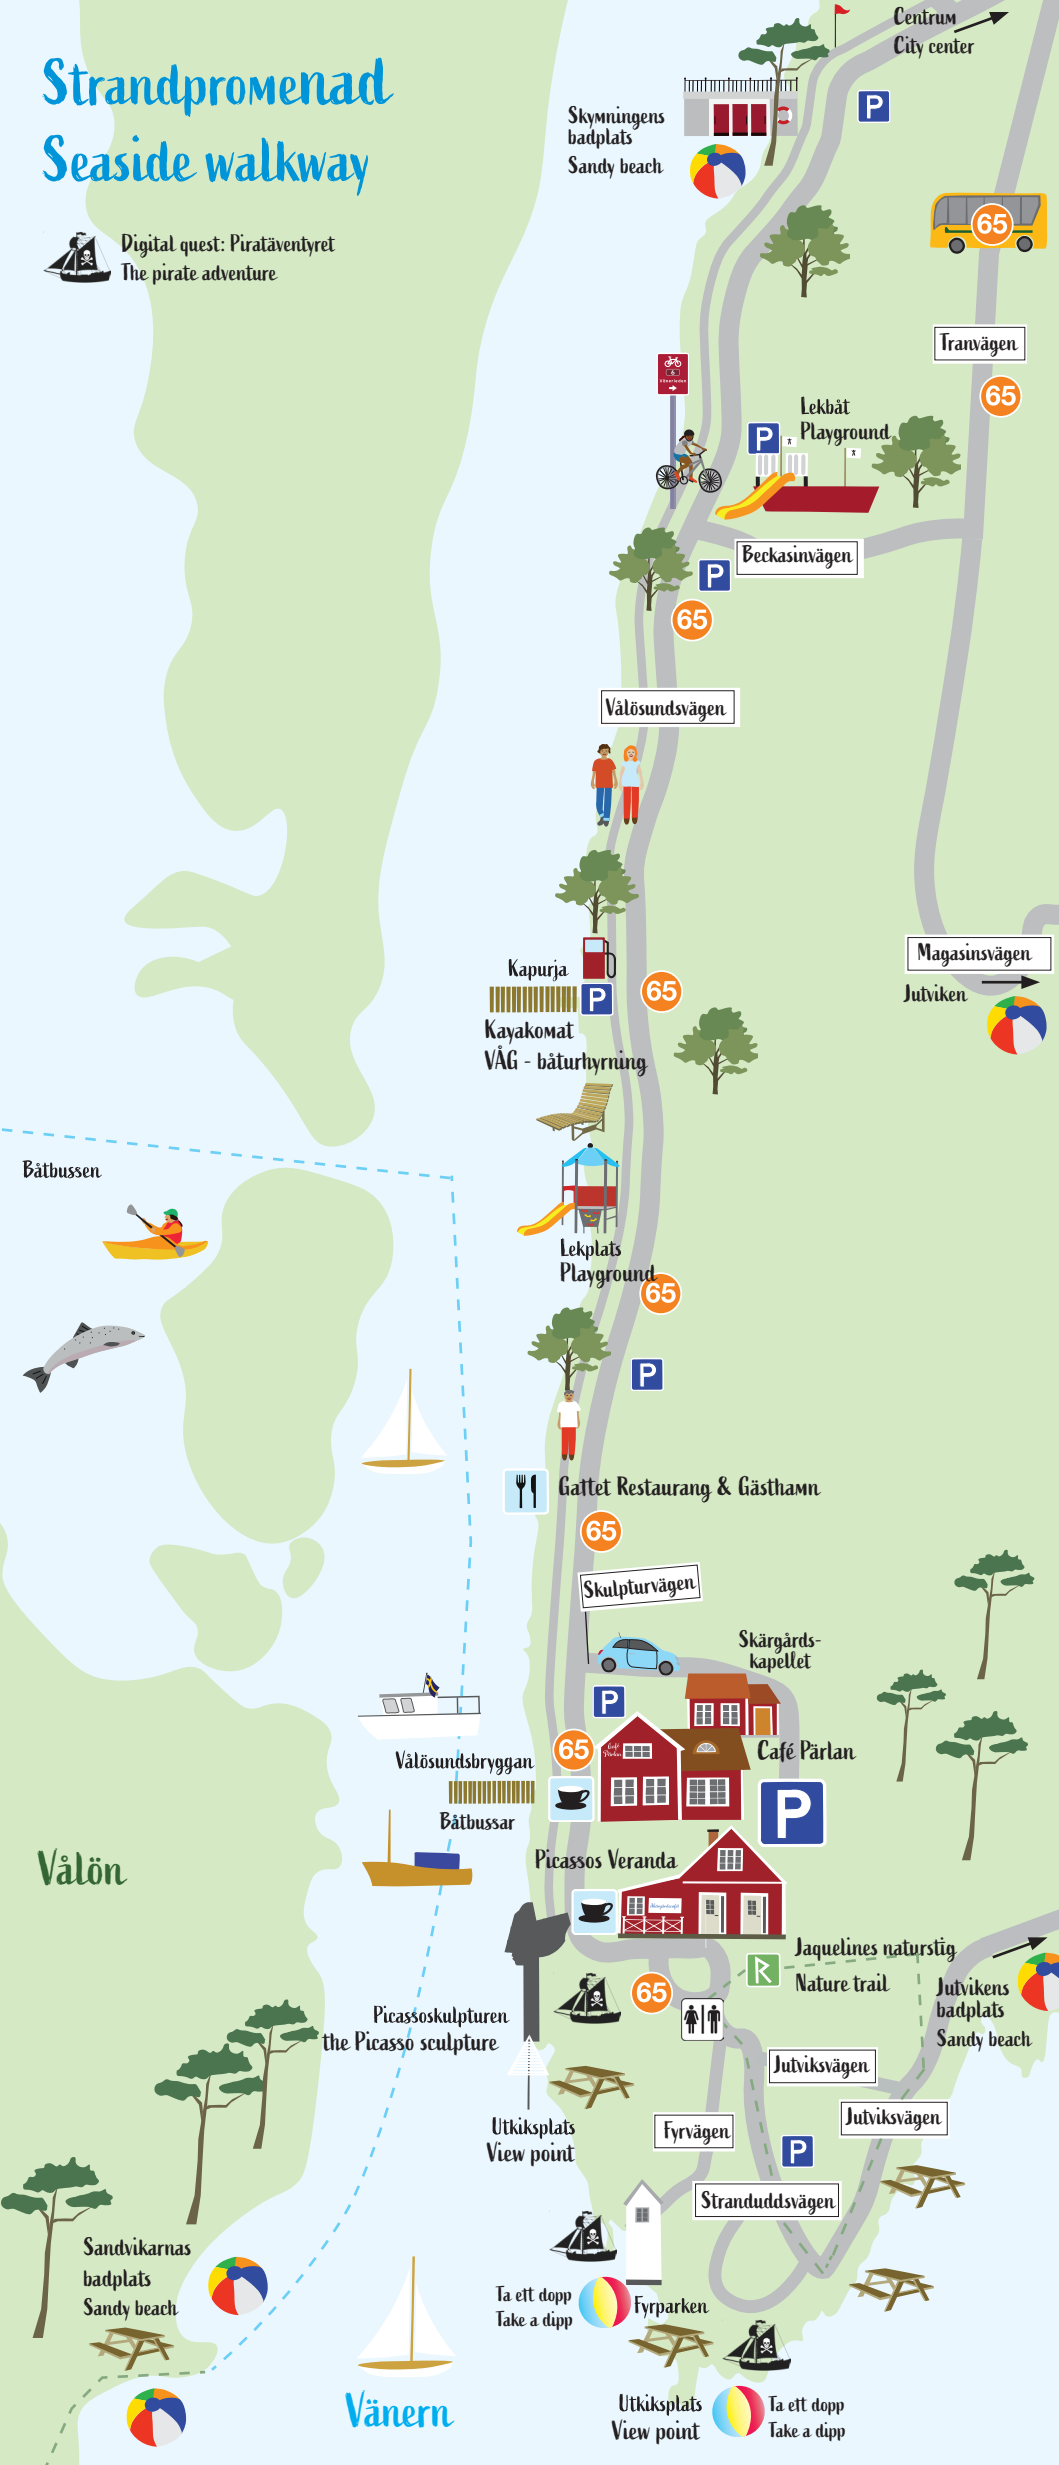 Centrum
City center
Strandpromenad
Seaside walkway
Skymningens
badplats
Sandy beach
P
65
Digital quest: Piratäventyret
The pirate adventure
Tranvägen
65
Lekbåt
Playground
P
Beckasinvägen
P
65
Vålösundsvägen
Magasinsvägen
Jutviken
Kapurja
P
65
Kayakomat
VÅG - båturhyrning
Båtbussen
Lekplats
Playground
65
P
Gattet Restaurang & Gästhamn
65
Skulpturvägen
Skärgårds-
kapellet
P
65
Café
Pärlan
Café Pärlan
Vålösundsbryggan
Båtbussar
P
Vålön
Picassos Veranda
Jaquelines naturstig
Nature trail
R
65
Jutvikens
badplats
Sandy beach
Picassoskulpturen
the Picasso sculpture
Jutviksvägen
Jutviksvägen
Utkiksplats
View point
Fyrvägen
P
Stranduddsvägen
Sandvikarnas
badplats
Sandy beach
Ta ett dopp
Take a dipp
Fyrparken
Vänern
Utkiksplats
View point
Ta ett dopp
Take a dipp